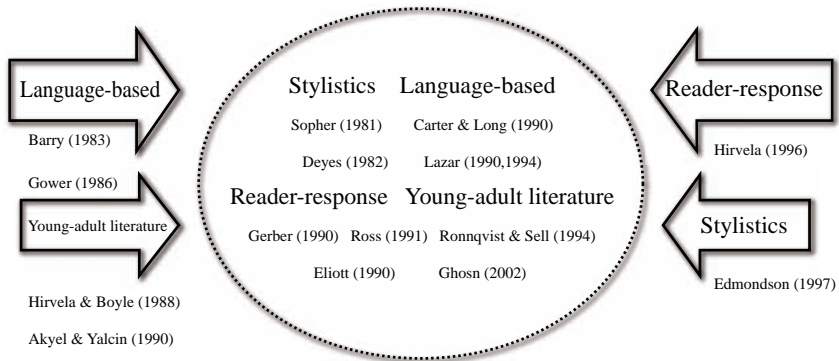 Language-based
Barry (1983)
Gower (1986)
Young-adult literature
Hirvela & Boyle (1988)
Akyel & Yalcin (1990)
Stylistics Language-based
Sopher (1981) Carter & Long (1990)
Deyes (1982) Lazar (1990,1994)
Reader-response Young-adult literature
Gerber (1990) Ross (1991) Ronnqvist & Sell (1994)
Eliott (1990) Ghosn (2002)
Reader-response
Hirvela (1996)
Stylistics
Edmondson (1997)